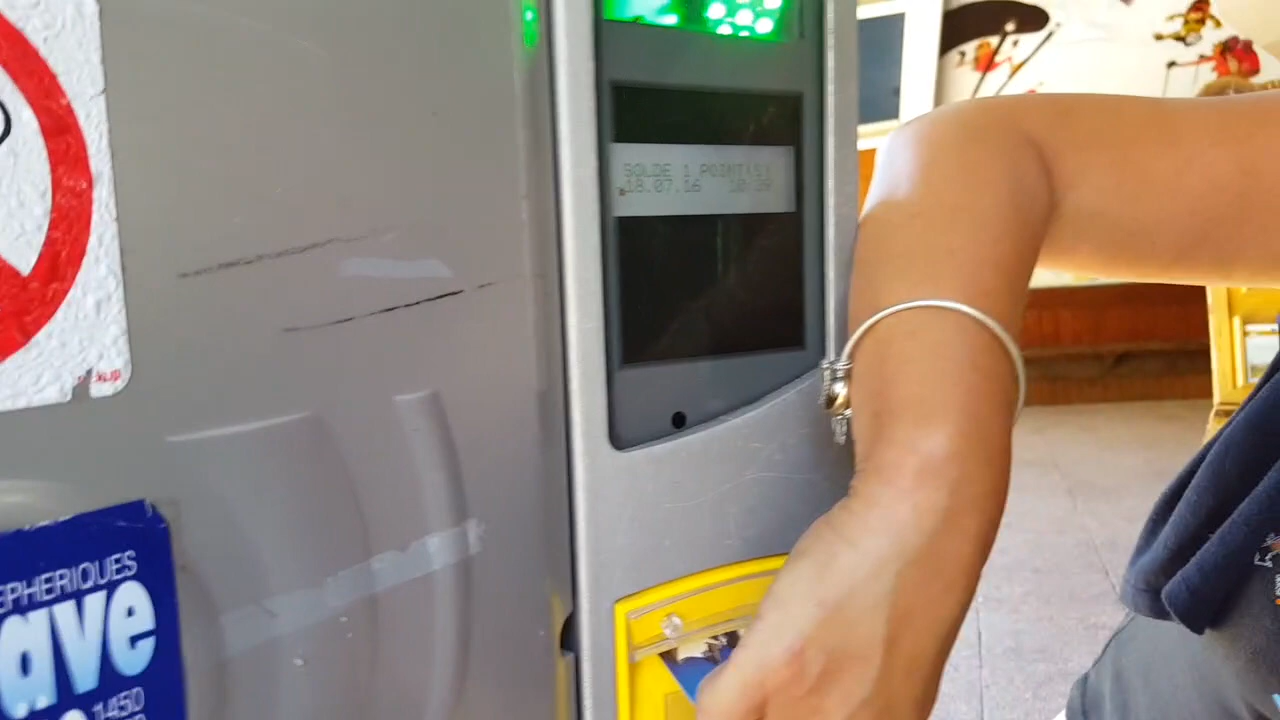 SOLDE 1 POINT(S)
18.07.16 10:39
EPHERIQUES
ave
1450